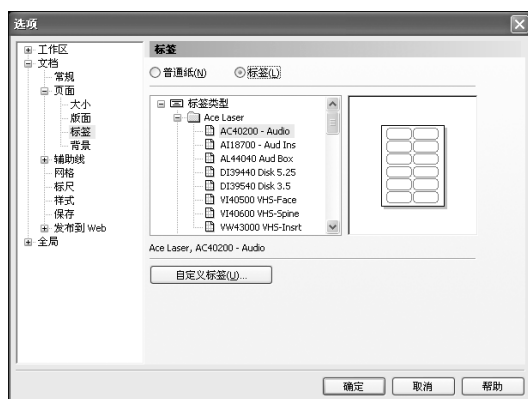 选项
工作区
文档
常规
页面
大小
版面
标签
背景
辅助线
网格
标尺
样式
保存
发布到 Web
全局
标签
普通纸(N)
标签(L)
标签类型
Ace Laser
AC40200 - Audio
AI18700 - Aud Ins
AL44040 Aud Box
DI39440 Disk 5.25
DI39540 Disk 3.5
VI40500 VHS-Face
VI40600 VHS-Spine
VW43000 VHS-Insrt
Ace Laser, AC40200 - Audio
自定义标签(U)...
确定
取消
帮助